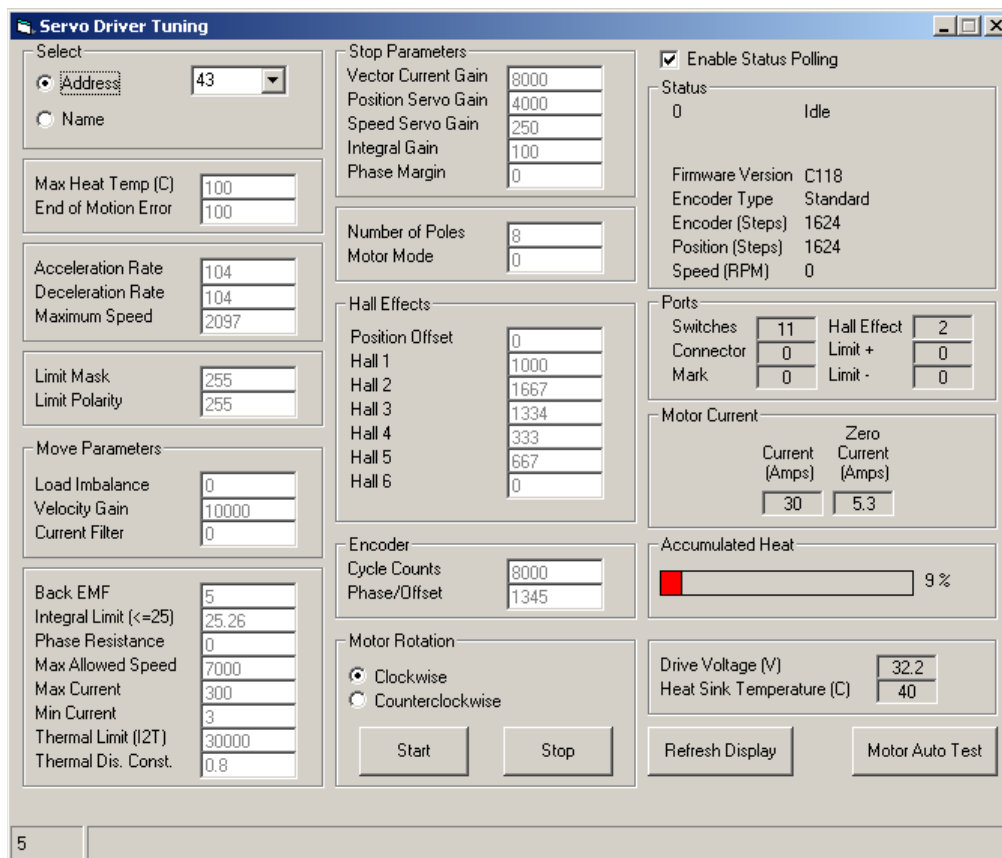 Servo Driver Tuning
Select
Address 43
Name
Max Heat Temp (C) 100
End of Motion Error 100
Acceleration Rate 104
Deceleration Rate 104
Maximum Speed 2097
Limit Mask 255
Limit Polarity 255
Move Parameters
Load Imbalance 0
Velocity Gain 10000
Current Filter 0
Back EMF 5
Integral Limit (<=25) 25.26
Phase Resistance 0
Max Allowed Speed 7000
Max Current 300
Min Current 3
Thermal Limit (I2T) 30000
Thermal Dis. Const. 0.8
Stop Parameters
Vector Current Gain 8000
Position Servo Gain 4000
Speed Servo Gain 250
Integral Gain 100
Phase Margin 0
Number of Poles 8
Motor Mode 0
Hall Effects
Position Offset 0
Hall 1 1000
Hall 2 1667
Hall 3 1334
Hall 4 333
Hall 5 667
Hall 6 0
Encoder
Cycle Counts 8000
Phase/Offset 1345
Motor Rotation
Clockwise
Counterclockwise
Start Stop
Enable Status Polling
Status
0 Idle
Firmware Version C118
Encoder Type Standard
Encoder (Steps) 1624
Position (Steps) 1624
Speed (RPM) 0
Ports
Switches 11 Hall Effect 2
Connector 0 Limit + 0
Mark 0 Limit - 0
Motor Current
Zero
Current Current
(Amps) (Amps)
30 5.3
Accumulated Heat
9 %
Drive Voltage (V) 32.2
Heat Sink Temperature (C) 40
Refresh Display Motor Auto Test
5